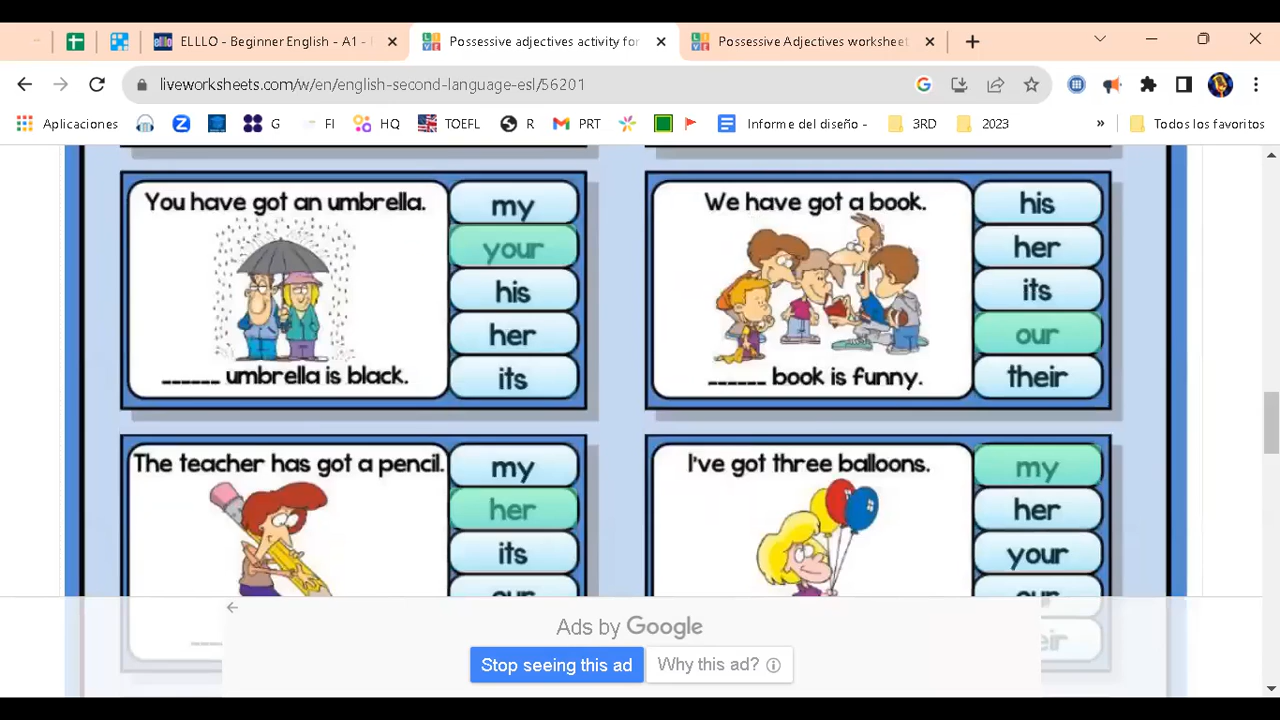 ELLLO - Beginner English - A1 -
Possessive adjectives activity for
Possessive Adjectives worksheet
liveworksheets.com/w/en/english-second-language-esl/56201
Aplicaciones G FI HQ TOEFL R PRT Informe del diseño - 3RD 2023 » Todos los favoritos
You have got an umbrella.
my
your
his
her
its
______ umbrella is black.
We have got a book.
his
her
its
our
their
______ book is funny.
The teacher has got a pencil.
my
her
its
our
I've got three balloons.
my
her
your
our
their
Ads by Google
Stop seeing this ad
Why this ad?